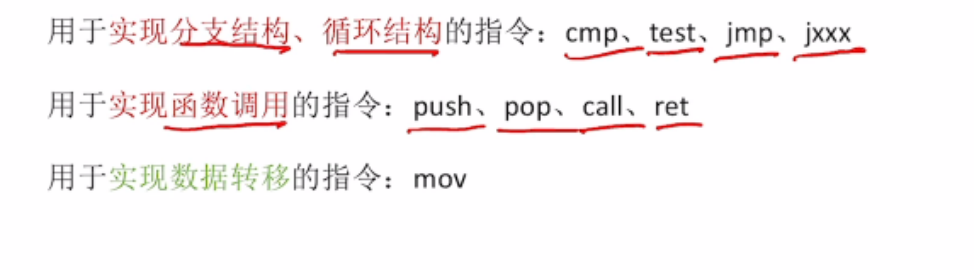 用于实现分支结构、循环结构的指令：cmp、test、jmp、jxxx
用于实现函数调用的指令：push、pop、call、ret
用于实现数据转移的指令：mov